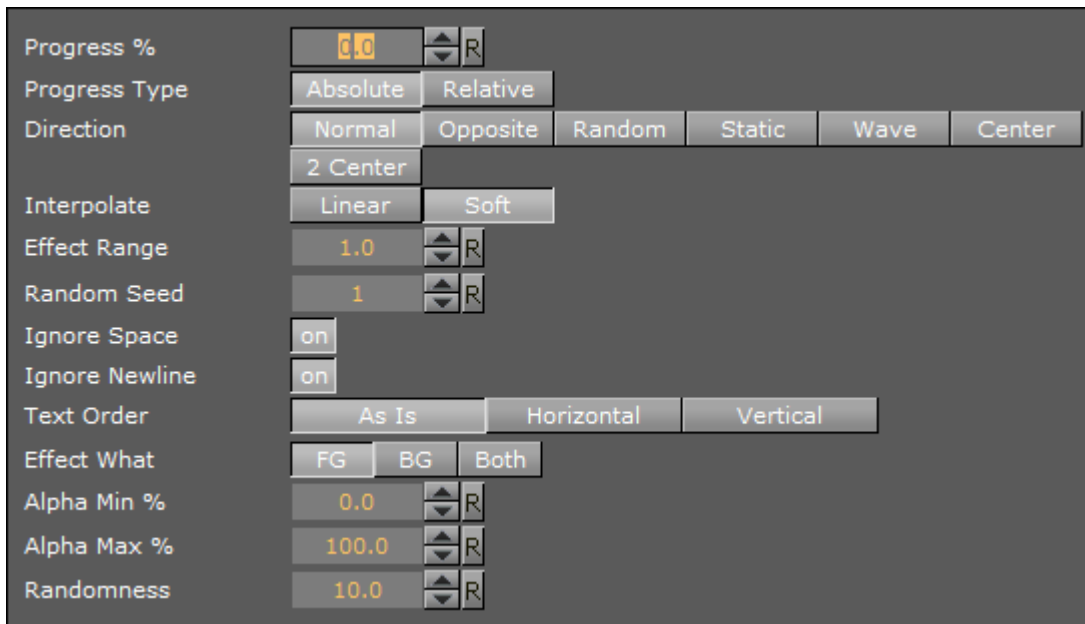 Progress % 0.0 R
Progress Type Absolute Relative
Direction Normal Opposite Random Static Wave Center
2 Center
Interpolate Linear Soft
Effect Range 1.0 R
Random Seed 1 R
Ignore Space on
Ignore Newline on
Text Order As Is Horizontal Vertical
Effect What FG BG Both
Alpha Min % 0.0 R
Alpha Max % 100.0 R
Randomness 10.0 R